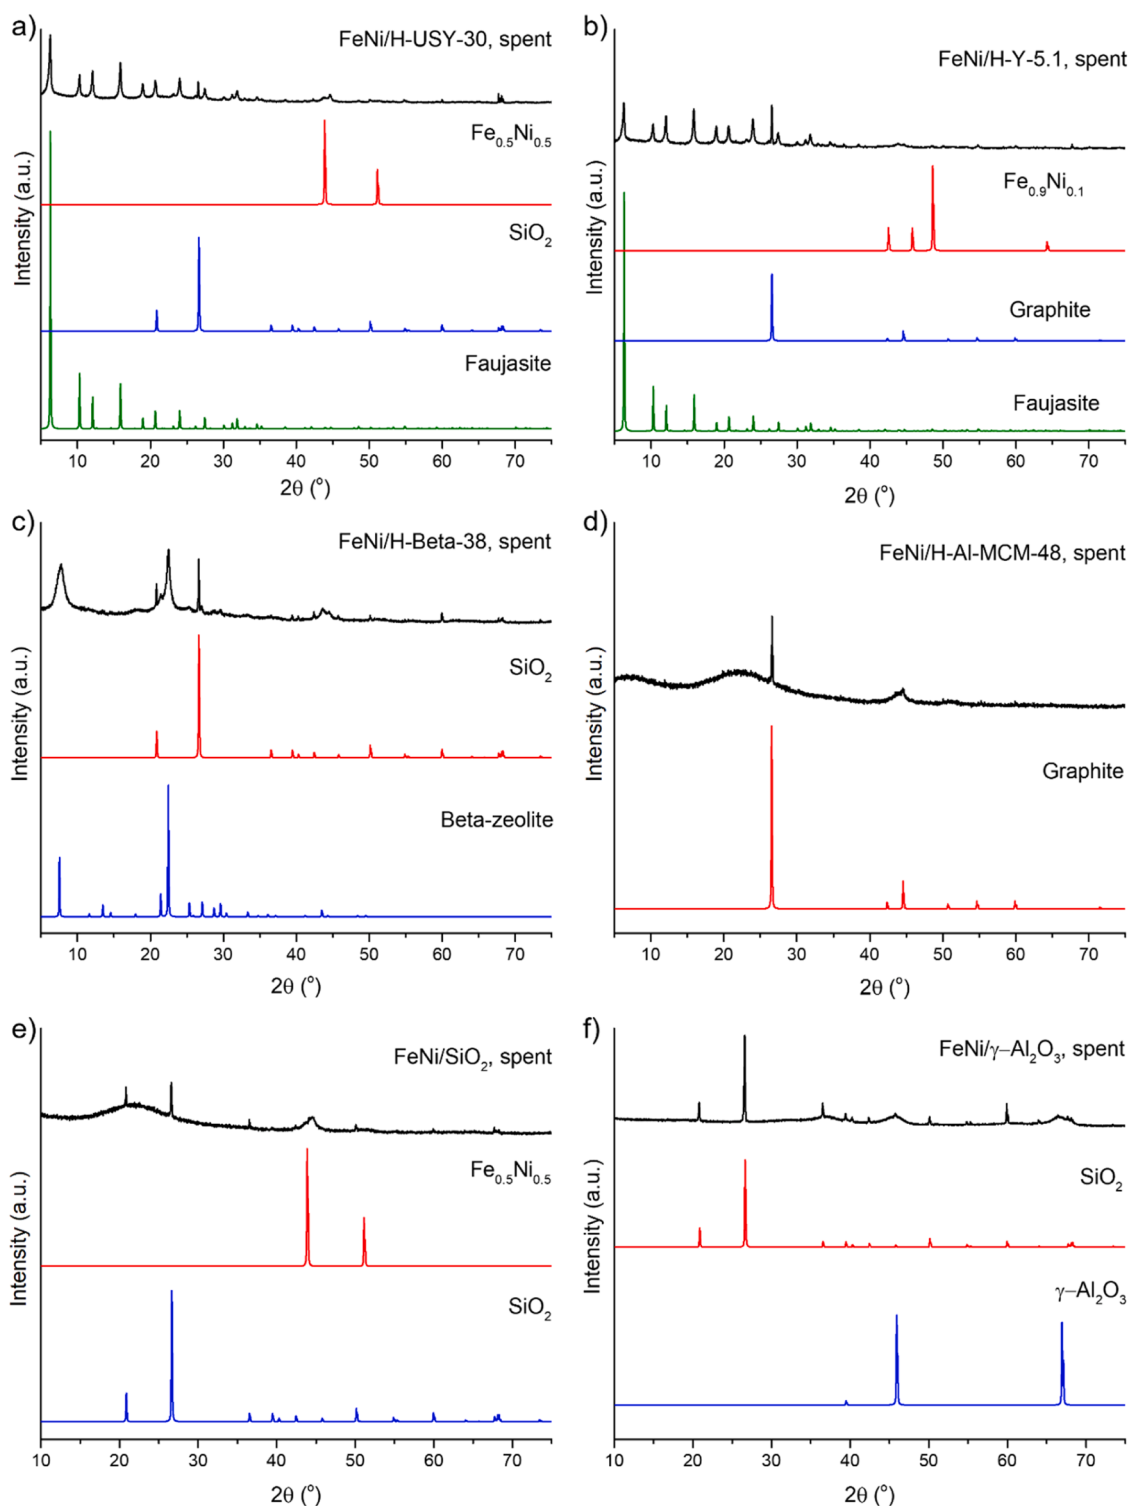 a)
FeNi/H-USY-30, spent
Fe0.5Ni0.5
SiO2
Faujasite
Intensity (a.u.)
10 20 30 40 50 60 70
2θ (°)
b)
FeNi/H-Y-5.1, spent
Fe0.9Ni0.1
Graphite
Faujasite
Intensity (a.u.)
10 20 30 40 50 60 70
2θ (°)
c)
FeNi/H-Beta-38, spent
SiO2
Beta-zeolite
Intensity (a.u.)
10 20 30 40 50 60 70
2θ (°)
d)
FeNi/H-Al-MCM-48, spent
Graphite
Intensity (a.u.)
10 20 30 40 50 60 70
2θ (°)
e)
FeNi/SiO2, spent
Fe0.5Ni0.5
SiO2
Intensity (a.u.)
10 20 30 40 50 60 70
2θ (°)
f)
FeNi/γ–Al2O3, spent
SiO2
γ–Al2O3
Intensity (a.u.)
10 20 30 40 50 60 70
2θ (°)